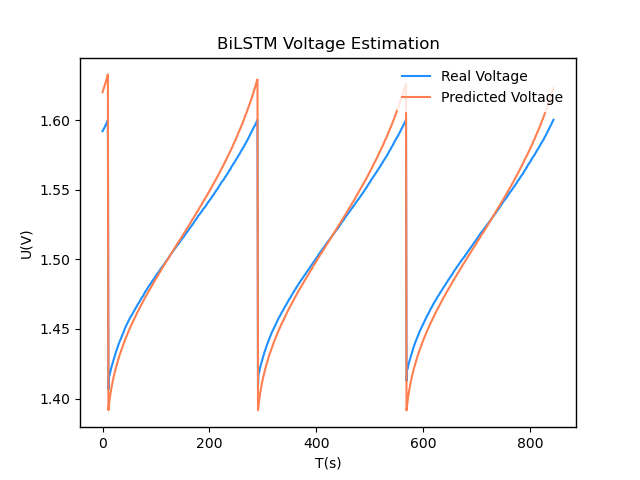 BiLSTM Voltage Estimation
Real Voltage
Predicted Voltage
U(V)
1.60
1.55
1.50
1.45
1.40
0
200
400
600
800
T(s)